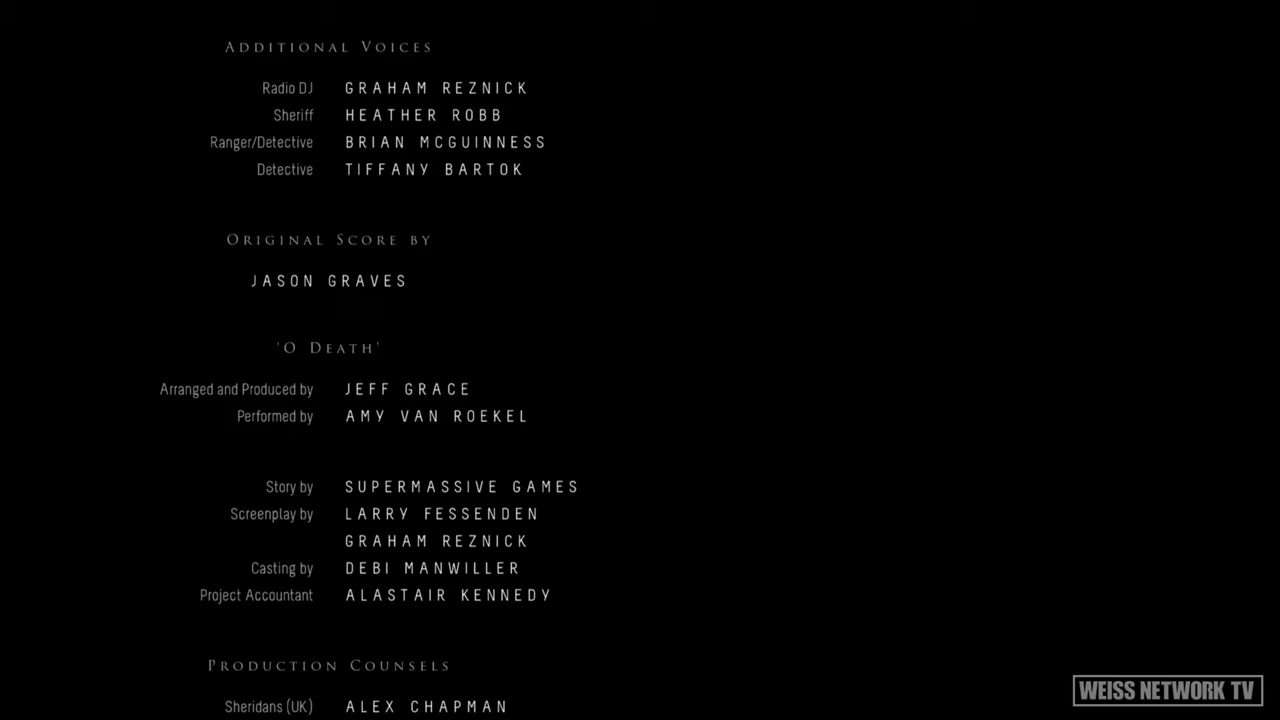 ADDITIONAL VOICES
Radio DJ GRAHAM REZNICK
Sheriff HEATHER ROBB
Ranger/Detective BRIAN MCGUINNESS
Detective TIFFANY BARTOK
ORIGINAL SCORE BY
JASON GRAVES
'O DEATH'
Arranged and Produced by JEFF GRACE
Performed by AMY VAN ROEKEL
Story by SUPERMASSIVE GAMES
Screenplay by LARRY FESSENDEN
GRAHAM REZNICK
Casting by DEBI MANWILLER
Project Accountant ALASTAIR KENNEDY
PRODUCTION COUNSELS
Sheridans (UK) ALEX CHAPMAN
WEISS NETWORK TV